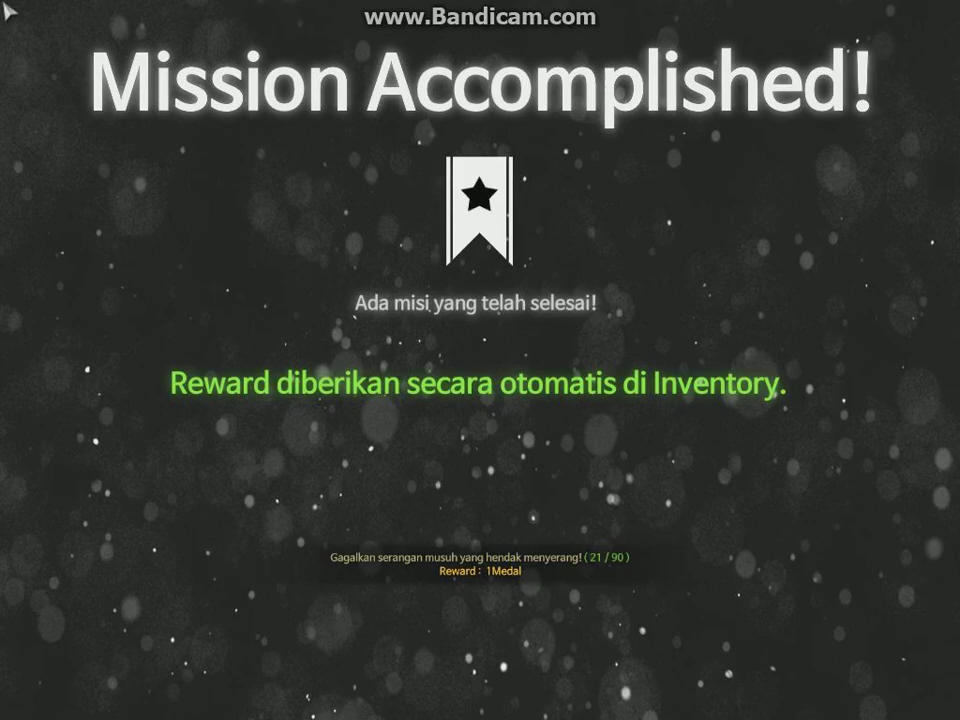 www.Bandicam.com
Mission Accomplished!
Ada misi yang telah selesai!
Reward diberikan secara otomatis di Inventory.
Gagalkan serangan musuh yang hendak menyerang! ( 21 / 90 )
Reward : 1Medal